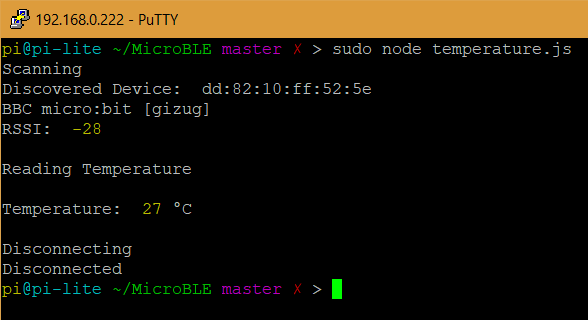 192.168.0.222 - PuTTY
pi@pi-lite ~/MicroBLE master ✗ > sudo node temperature.js
Scanning
Discovered Device:  dd:82:10:ff:52:5e
BBC micro:bit [gizug]
RSSI:  -28
Reading Temperature
Temperature:  27 °C
Disconnecting
Disconnected
pi@pi-lite ~/MicroBLE master ✗ >